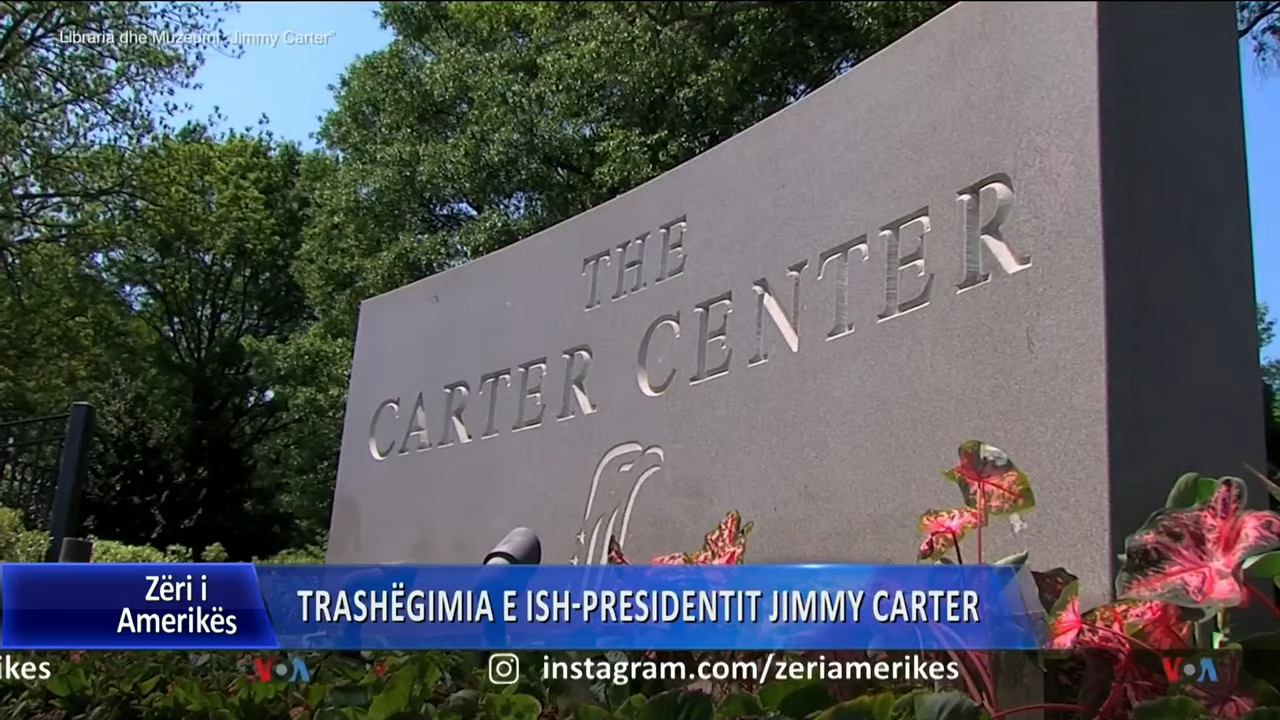 Libraria dhe Muzeumi "Jimmy Carter"
THE
CARTER CENTER
Zëri i
Amerikës
TRASHËGIMIA E ISH-PRESIDENTIT JIMMY CARTER
ikes
VOA
instagram.com/zeriamerikes
VOA